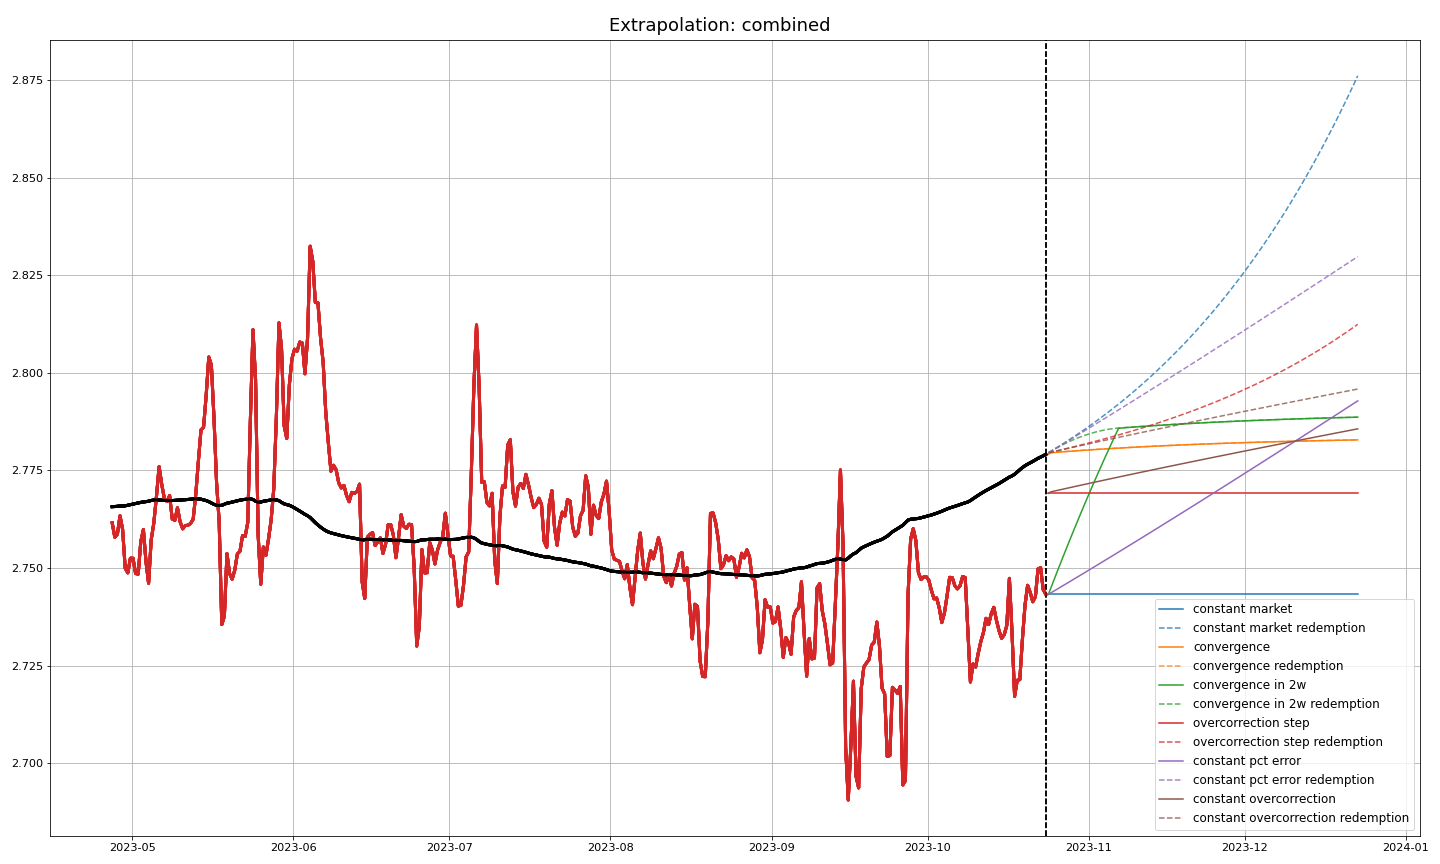 Extrapolation: combined
2.875
2.850
2.825
2.800
2.775
2.750
2.725
2.700
constant market
constant market redemption
convergence
convergence redemption
convergence in 2w
convergence in 2w redemption
overcorrection step
overcorrection step redemption
constant pct error
constant pct error redemption
constant overcorrection
constant overcorrection redemption
2023-05 2023-06 2023-07 2023-08 2023-09 2023-10 2023-11 2023-12 2024-01